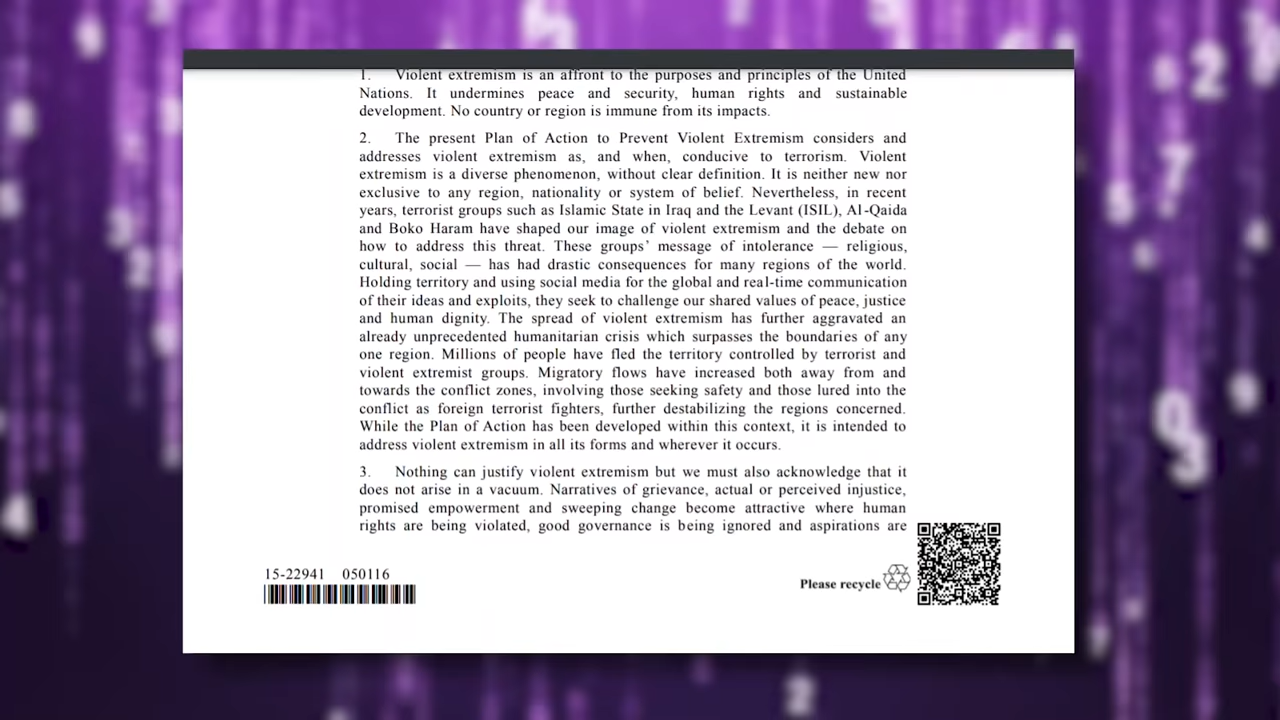 1. Violent extremism is an affront to the purposes and principles of the United
Nations. It undermines peace and security, human rights and sustainable
development. No country or region is immune from its impacts.
2. The present Plan of Action to Prevent Violent Extremism considers and
addresses violent extremism as, and when, conducive to terrorism. Violent
extremism is a diverse phenomenon, without clear definition. It is neither new nor
exclusive to any region, nationality or system of belief. Nevertheless, in recent
years, terrorist groups such as Islamic State in Iraq and the Levant (ISIL), Al-Qaida
and Boko Haram have shaped our image of violent extremism and the debate on
how to address this threat. These groups’ message of intolerance — religious,
cultural, social — has had drastic consequences for many regions of the world.
Holding territory and using social media for the global and real-time communication
of their ideas and exploits, they seek to challenge our shared values of peace, justice
and human dignity. The spread of violent extremism has further aggravated an
already unprecedented humanitarian crisis which surpasses the boundaries of any
one region. Millions of people have fled the territory controlled by terrorist and
violent extremist groups. Migratory flows have increased both away from and
towards the conflict zones, involving those seeking safety and those lured into the
conflict as foreign terrorist fighters, further destabilizing the regions concerned.
While the Plan of Action has been developed within this context, it is intended to
address violent extremism in all its forms and wherever it occurs.
3. Nothing can justify violent extremism but we must also acknowledge that it
does not arise in a vacuum. Narratives of grievance, actual or perceived injustice,
promised empowerment and sweeping change become attractive where human
rights are being violated, good governance is being ignored and aspirations are
15-22941 050116
Please recycle